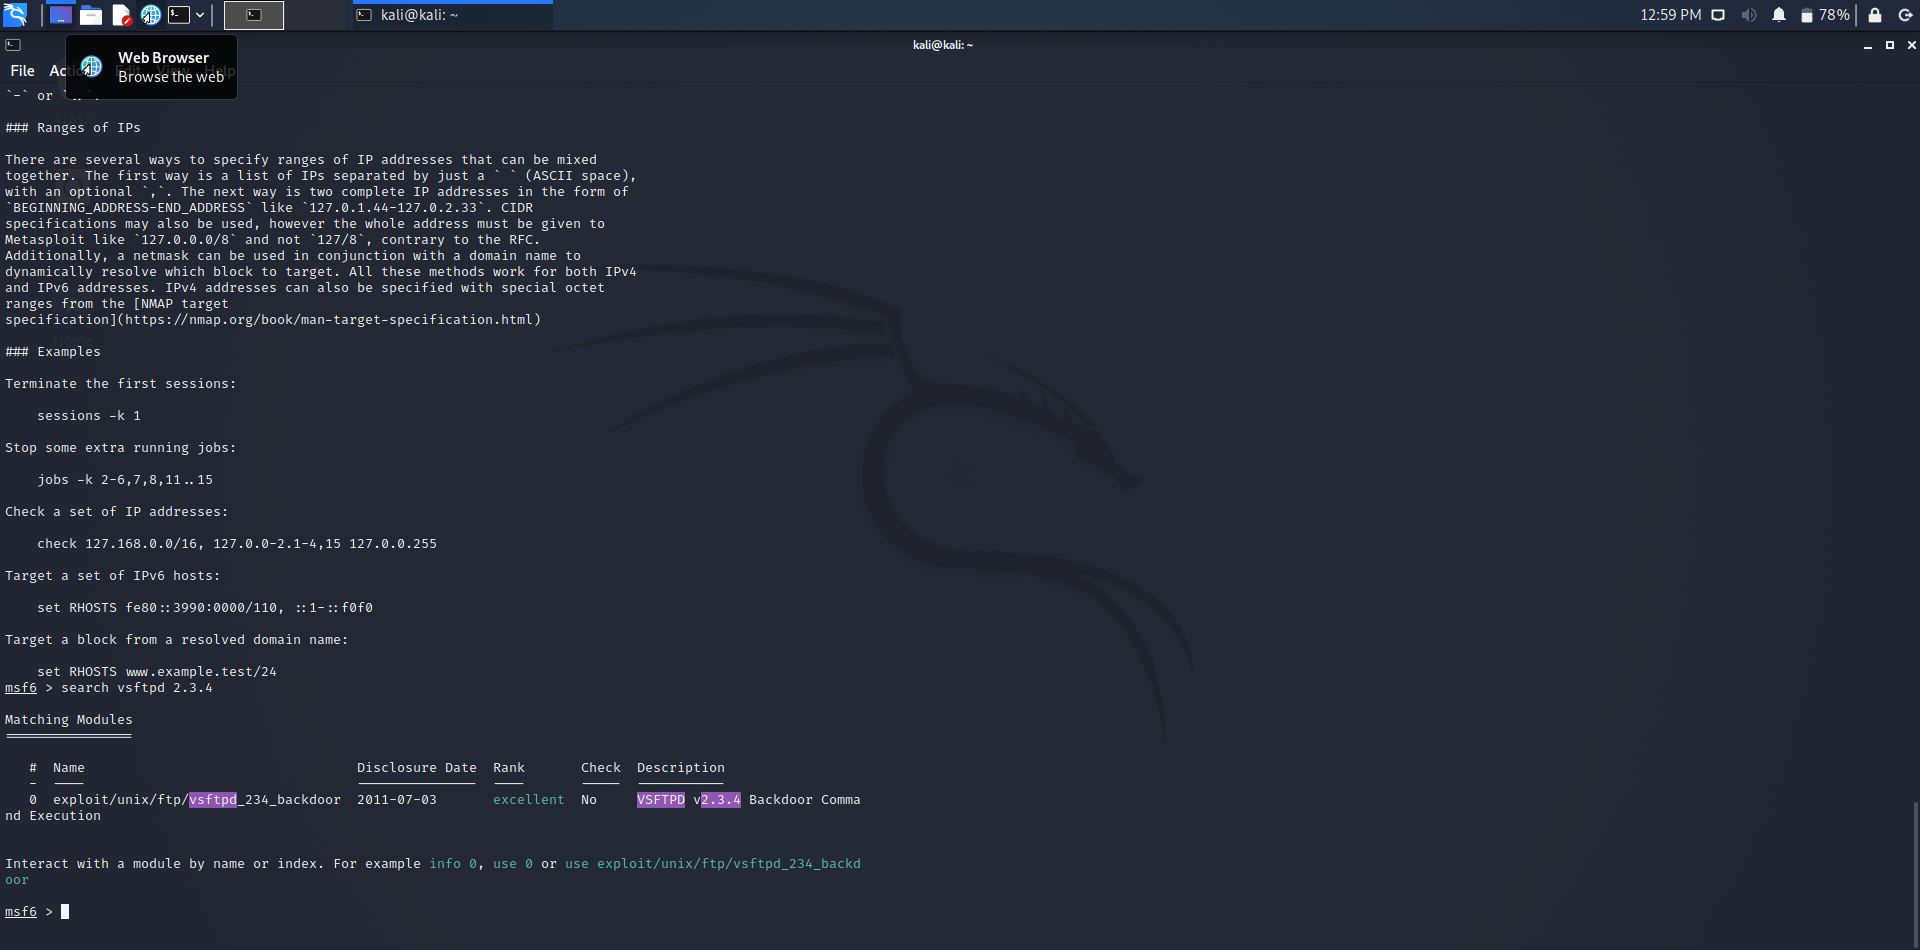 kali@kali: ~
12:59 PM
78%
kali@kali: ~
Web Browser
Browse the web
File
`-` or
### Ranges of IPs
There are several ways to specify ranges of IP addresses that can be mixed
together. The first way is a list of IPs separated by just a ` ` (ASCII space),
with an optional `,`. The next way is two complete IP addresses in the form of
`BEGINNING_ADDRESS-END_ADDRESS` like `127.0.1.44-127.0.2.33`. CIDR
specifications may also be used, however the whole address must be given to
Metasploit like `127.0.0.0/8` and not `127/8`, contrary to the RFC.
Additionally, a netmask can be used in conjunction with a domain name to
dynamically resolve which block to target. All these methods work for both IPv4
and IPv6 addresses. IPv4 addresses can also be specified with special octet
ranges from the [NMAP target
specification](https://nmap.org/book/man-target-specification.html)
Home
### Examples
Terminate the first sessions:
sessions -k 1
Stop some extra running jobs:
jobs -k 2-6,7,8,11..15
Check a set of IP addresses:
check 127.168.0.0/16, 127.0.0-2.1-4,15 127.0.0.255
Target a set of IPv6 hosts:
set RHOSTS fe80::3990:0000/110, ::1-::f0f0
Target a block from a resolved domain name:
set RHOSTS www.example.test/24
msf6 > search vsftpd 2.3.4
Matching Modules
================
# Name Disclosure Date Rank Check Description
- ---- --------------- ---- ----- -----------
0 exploit/unix/ftp/vsftpd_234_backdoor 2011-07-03 excellent No VSFTPD v2.3.4 Backdoor Comma
nd Execution
Interact with a module by name or index. For example info 0, use 0 or use exploit/unix/ftp/vsftpd_234_backd
oor
msf6 >